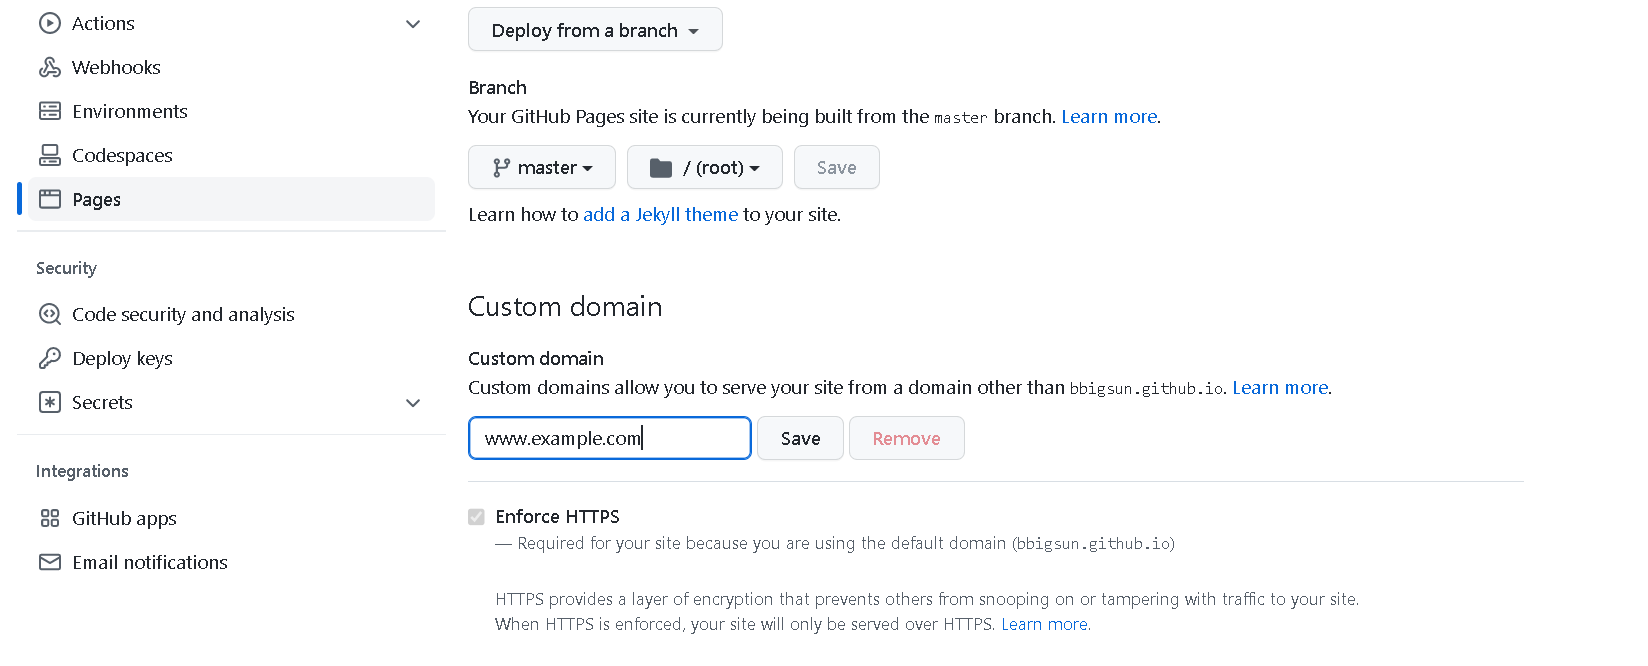 Actions
Webhooks
Environments
Codespaces
Pages
Security
Code security and analysis
Deploy keys
Secrets
Integrations
GitHub apps
Email notifications
Deploy from a branch
Branch
Your GitHub Pages site is currently being built from the master branch. Learn more.
master
/ (root)
Save
Learn how to add a Jekyll theme to your site.
Custom domain
Custom domain
Custom domains allow you to serve your site from a domain other than bbigsun.github.io. Learn more.
www.example.com
Save
Remove
Enforce HTTPS
— Required for your site because you are using the default domain (bbigsun.github.io)
HTTPS provides a layer of encryption that prevents others from snooping on or tampering with traffic to your site.
When HTTPS is enforced, your site will only be served over HTTPS. Learn more.